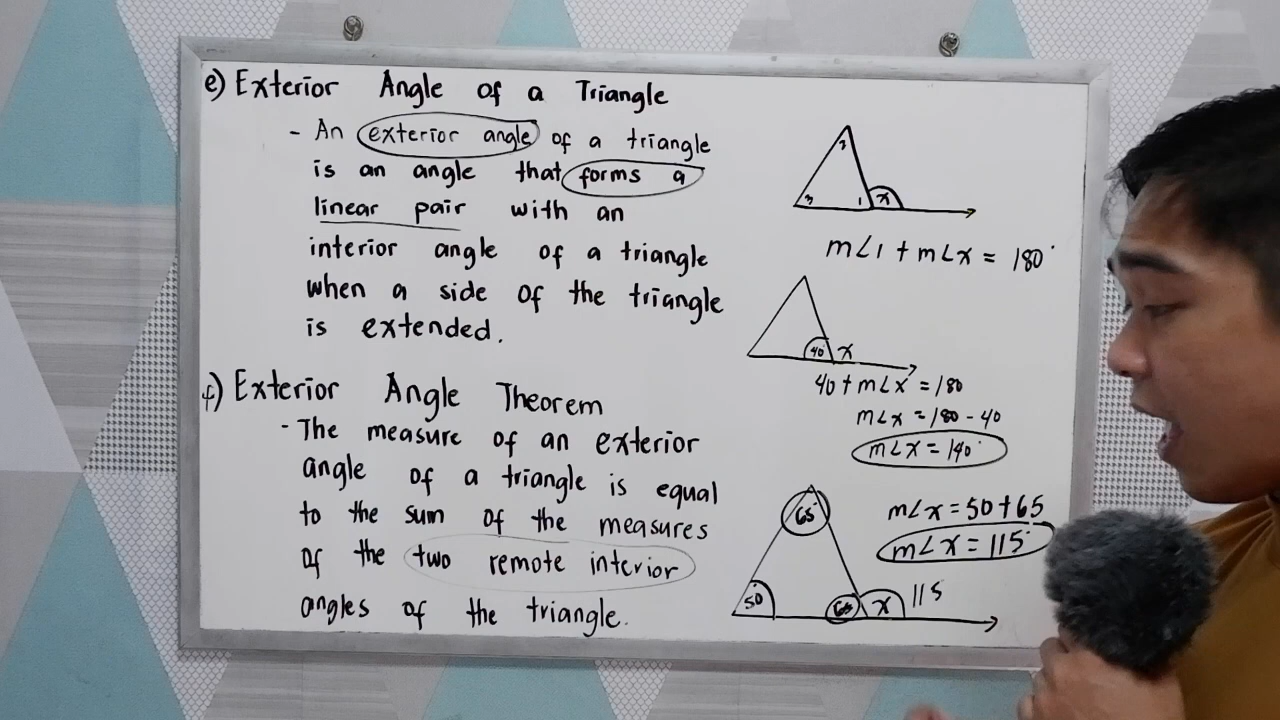 e) Exterior Angle of a Triangle
- An exterior angle of a triangle
is an angle that forms a
linear pair with an
interior angle of a triangle
when a side of the triangle
is extended.
f) Exterior Angle Theorem
- The measure of an exterior
angle of a triangle is equal
to the sum of the measures
of the two remote interior
angles of the triangle.
2
3 1 x
m∠1 + m∠x = 180°
40° x
40 + m∠x = 180
m∠x = 180 - 40
m∠x = 140°
m∠x = 50 + 65
m∠x = 115°
65°
50° x 115